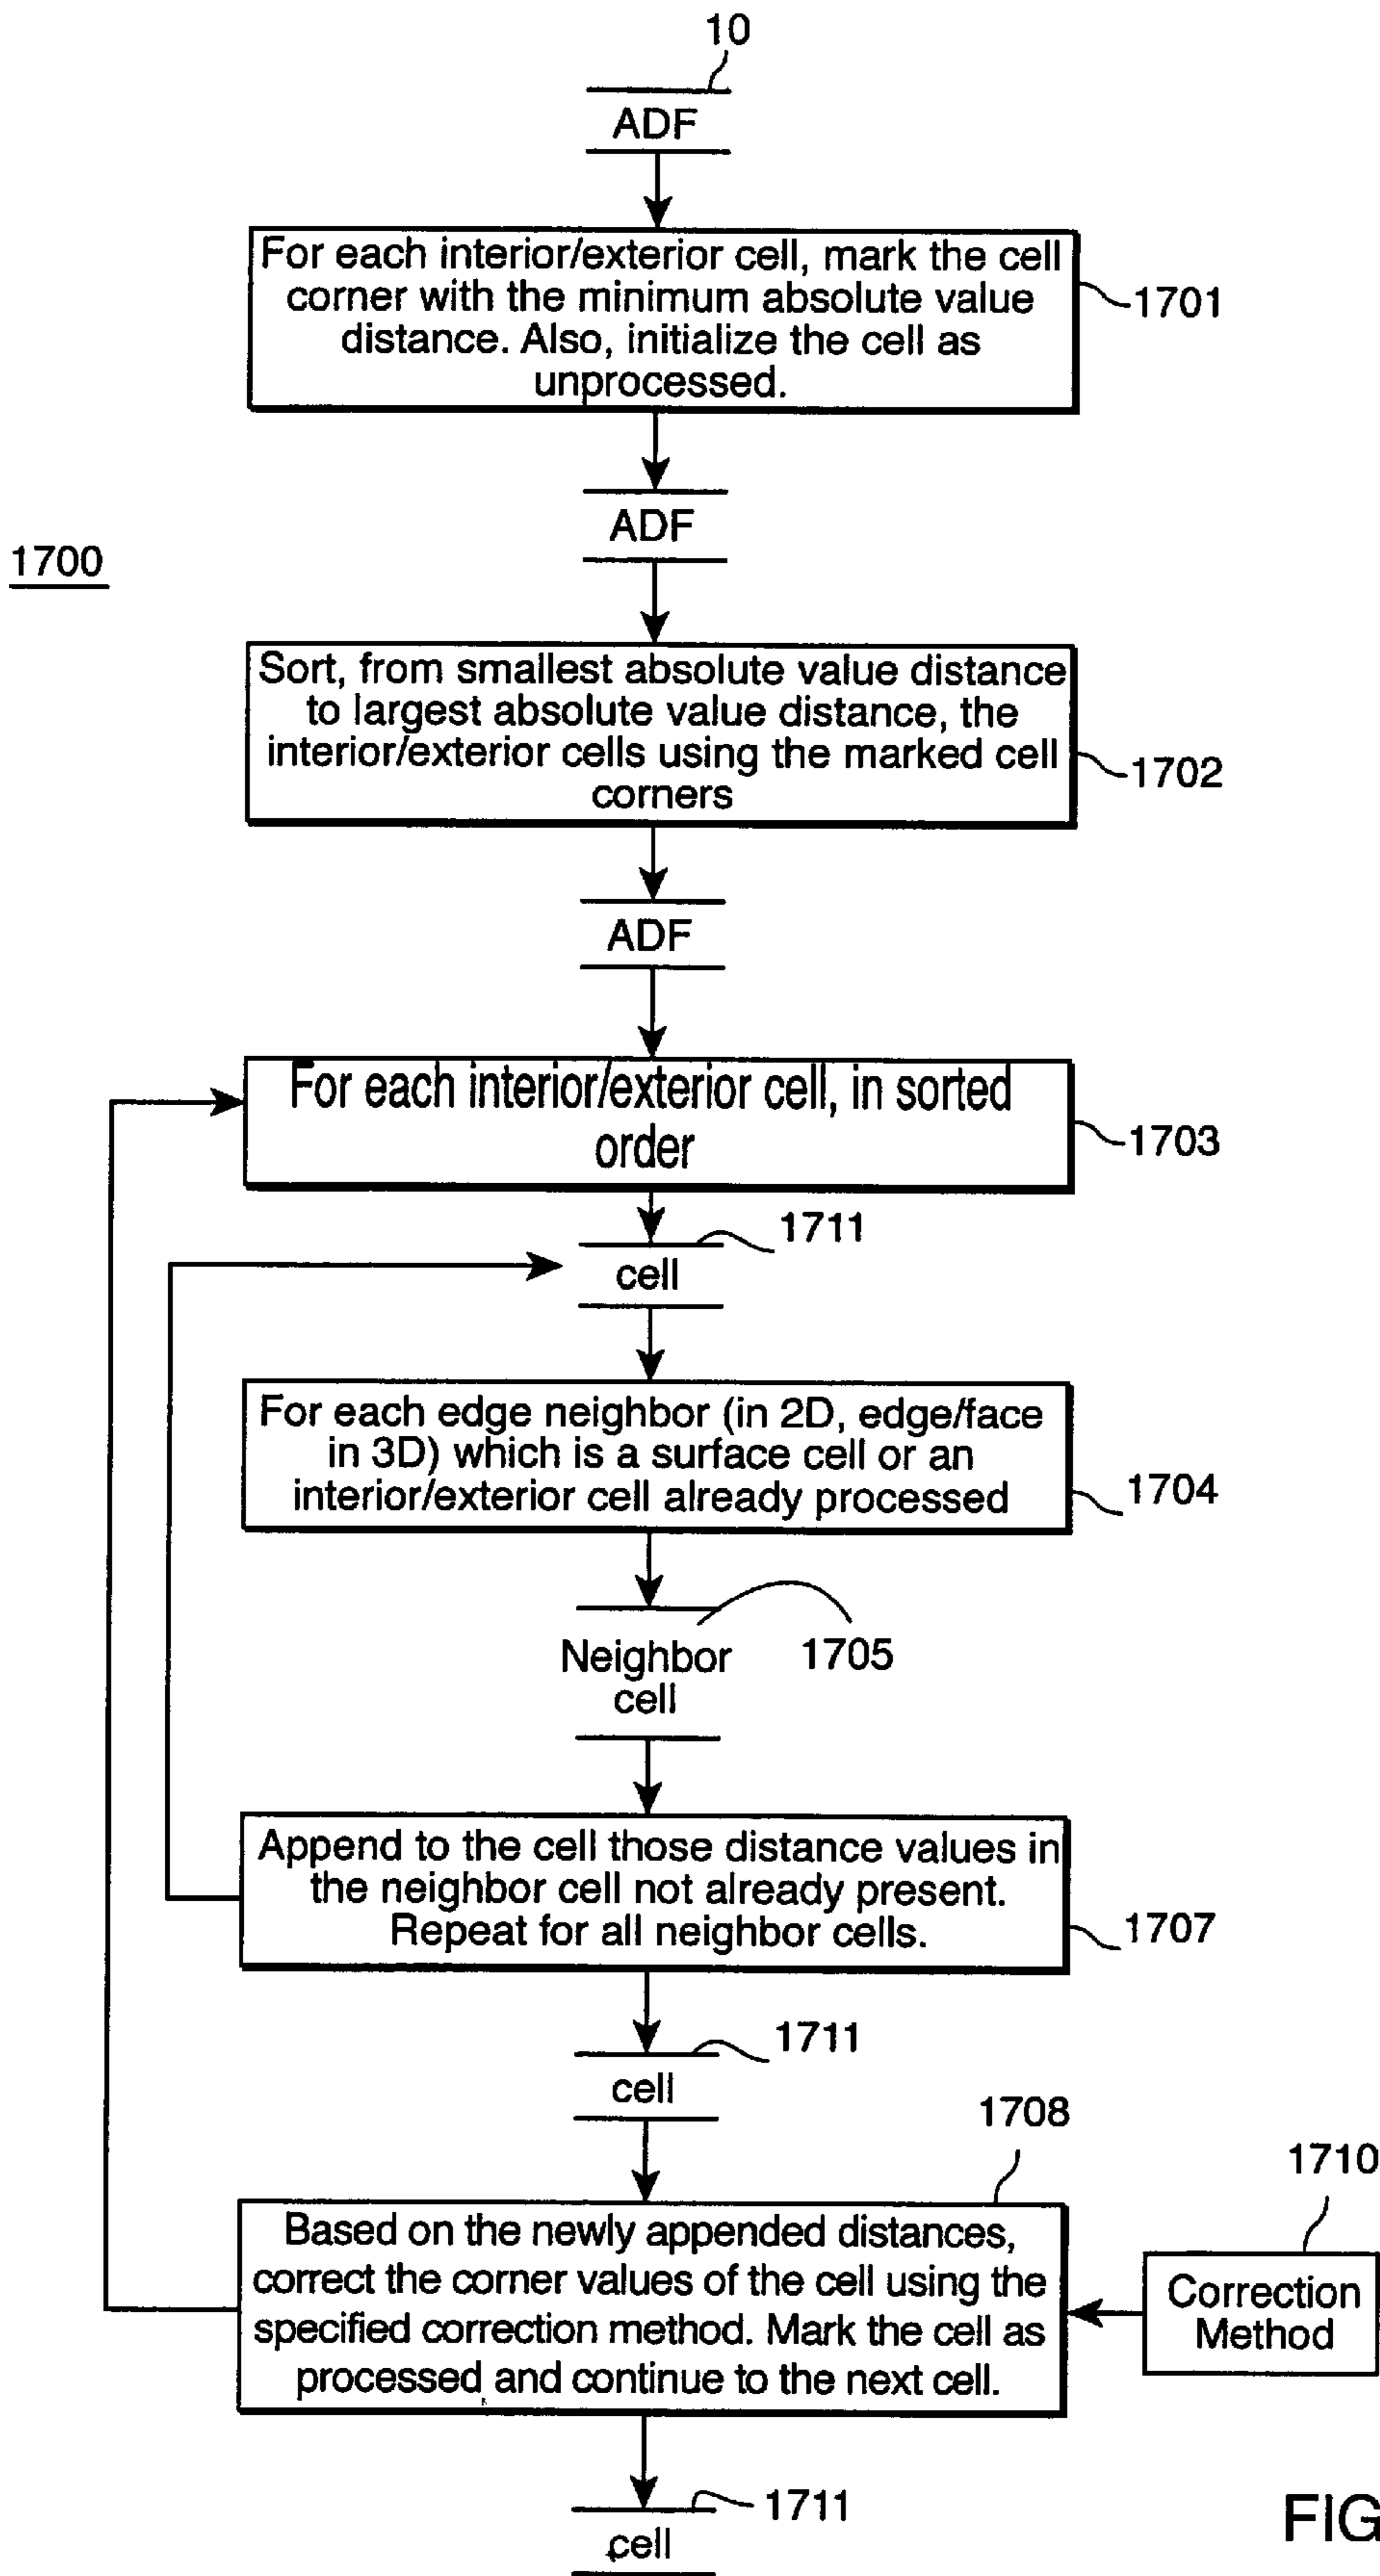 10
ADF
For each interior/exterior cell, mark the cell
corner with the minimum absolute value
distance. Also, initialize the cell as
unprocessed.
1701
ADF
1700
Sort, from smallest absolute value distance
to largest absolute value distance, the
interior/exterior cells using the marked cell
corners
1702
ADF
For each interior/exterior cell, in sorted
order
1703
1711
cell
For each edge neighbor (in 2D, edge/face
in 3D) which is a surface cell or an
interior/exterior cell already processed
1704
Neighbor
cell
1705
Append to the cell those distance values in
the neighbor cell not already present.
Repeat for all neighbor cells.
1707
1711
cell
1708
1710
Based on the newly appended distances,
correct the corner values of the cell using the
specified correction method. Mark the cell as
processed and continue to the next cell.
Correction
Method
1711
cell
FIG